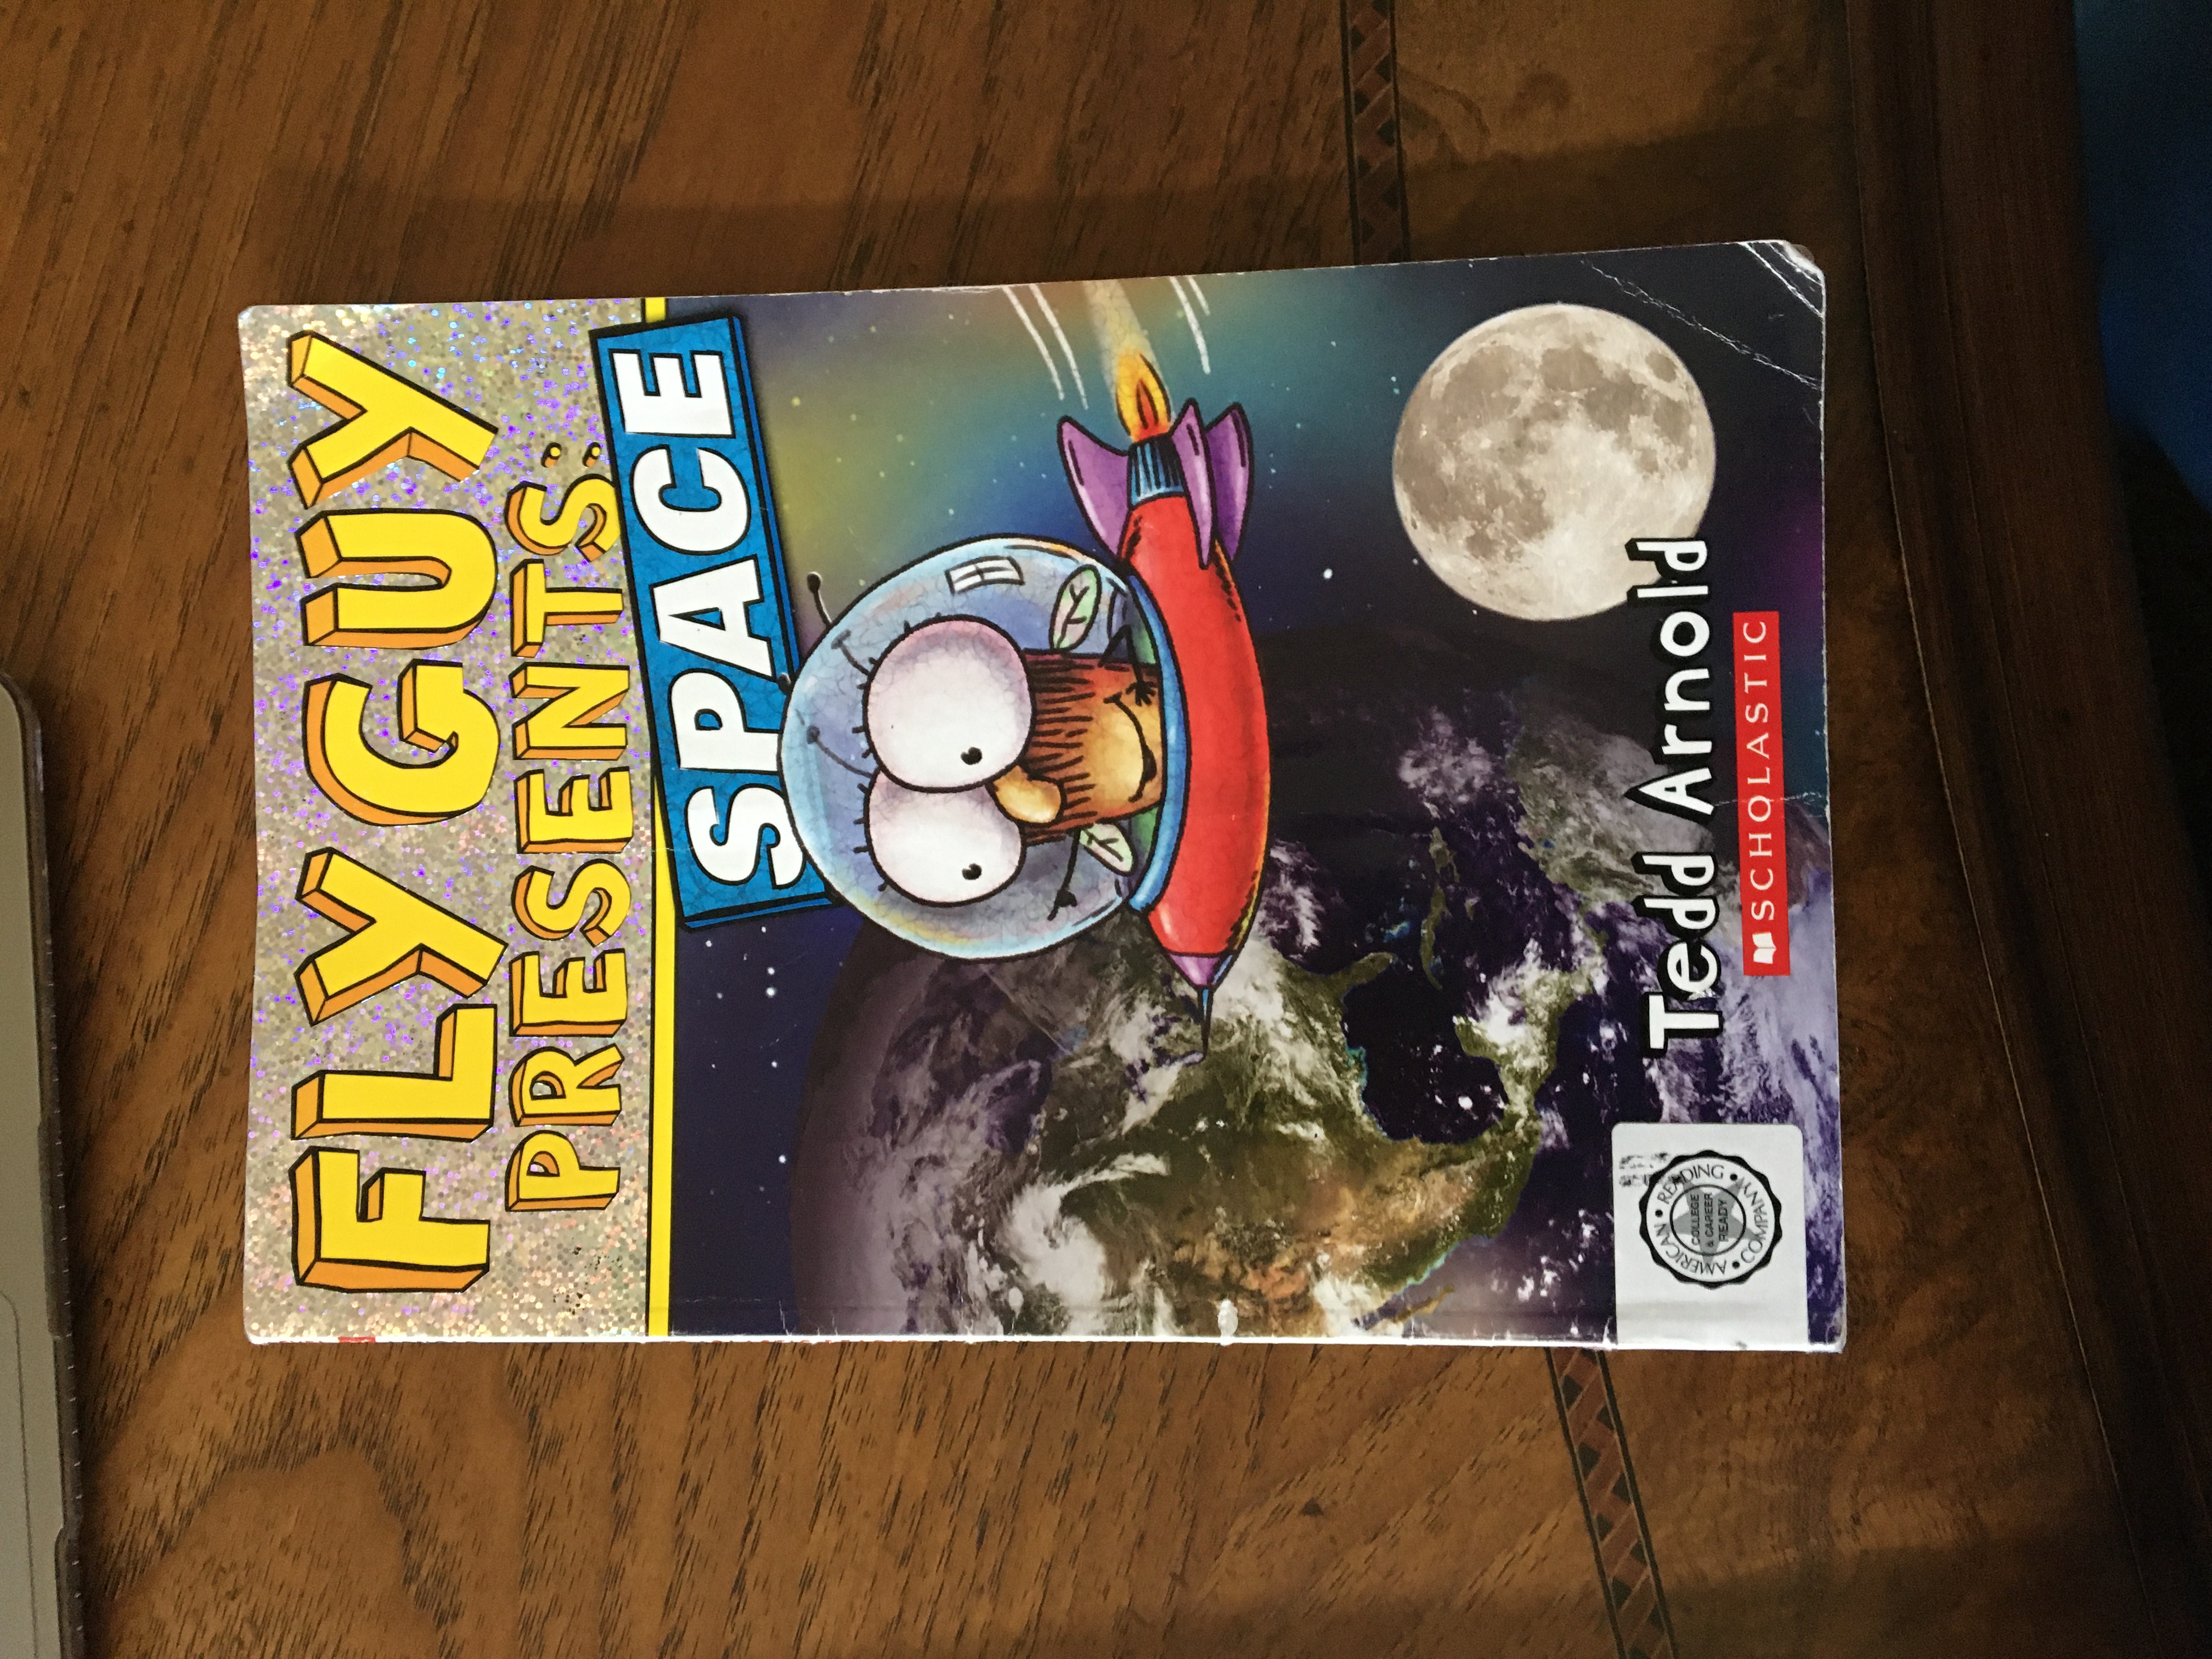 FLY GUY
PRESENTS:
SPACE
Tedd Arnold
SCHOLASTIC
AMERICAN • READING
COLLEGE
& CAREER
READY
• COMPANY •